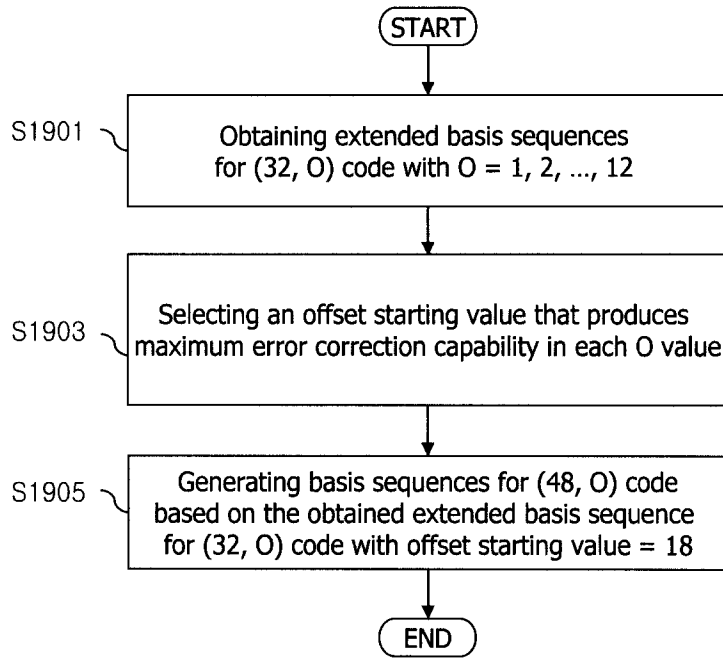 START
S1901
Obtaining extended basis sequences
for (32, O) code with O = 1, 2, ..., 12
S1903
Selecting an offset starting value that produces
maximum error correction capability in each O value
S1905
Generating basis sequences for (48, O) code
based on the obtained extended basis sequence
for (32, O) code with offset starting value = 18
END